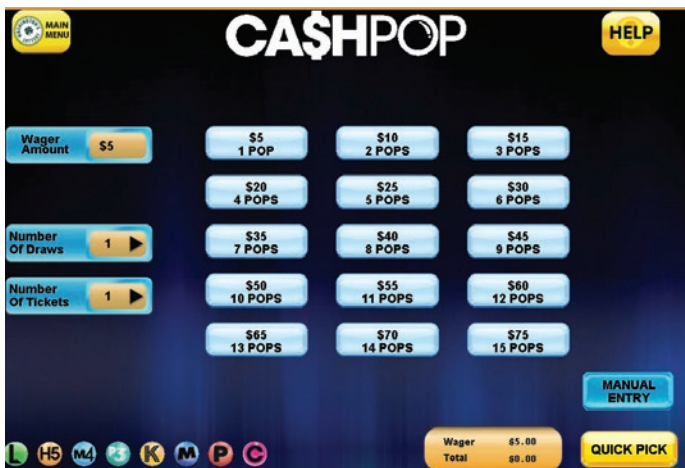 MAIN
MENU
CA$HPOP
HELP
Wager
Amount
$5
$5
1 POP
$10
2 POPS
$15
3 POPS
$20
4 POPS
$25
5 POPS
$30
6 POPS
Number
Of Draws
1
$35
7 POPS
$40
8 POPS
$45
9 POPS
Number
Of Tickets
1
$50
10 POPS
$55
11 POPS
$60
12 POPS
$65
13 POPS
$70
14 POPS
$75
15 POPS
MANUAL
ENTRY
L H5 M4 P3 K M P C
Wager $5.00
Total $0.00
QUICK PICK